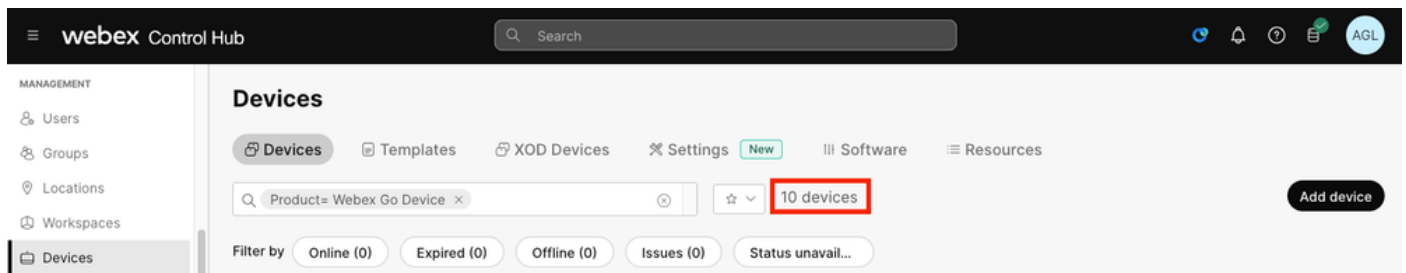 webex Control Hub
Search
AGL
MANAGEMENT
Users
Groups
Locations
Workspaces
Devices
Devices
Devices
Templates
XOD Devices
Settings
New
Software
Resources
Product= Webex Go Device ×
10 devices
Add device
Filter by
Online (0)
Expired (0)
Offline (0)
Issues (0)
Status unavail...